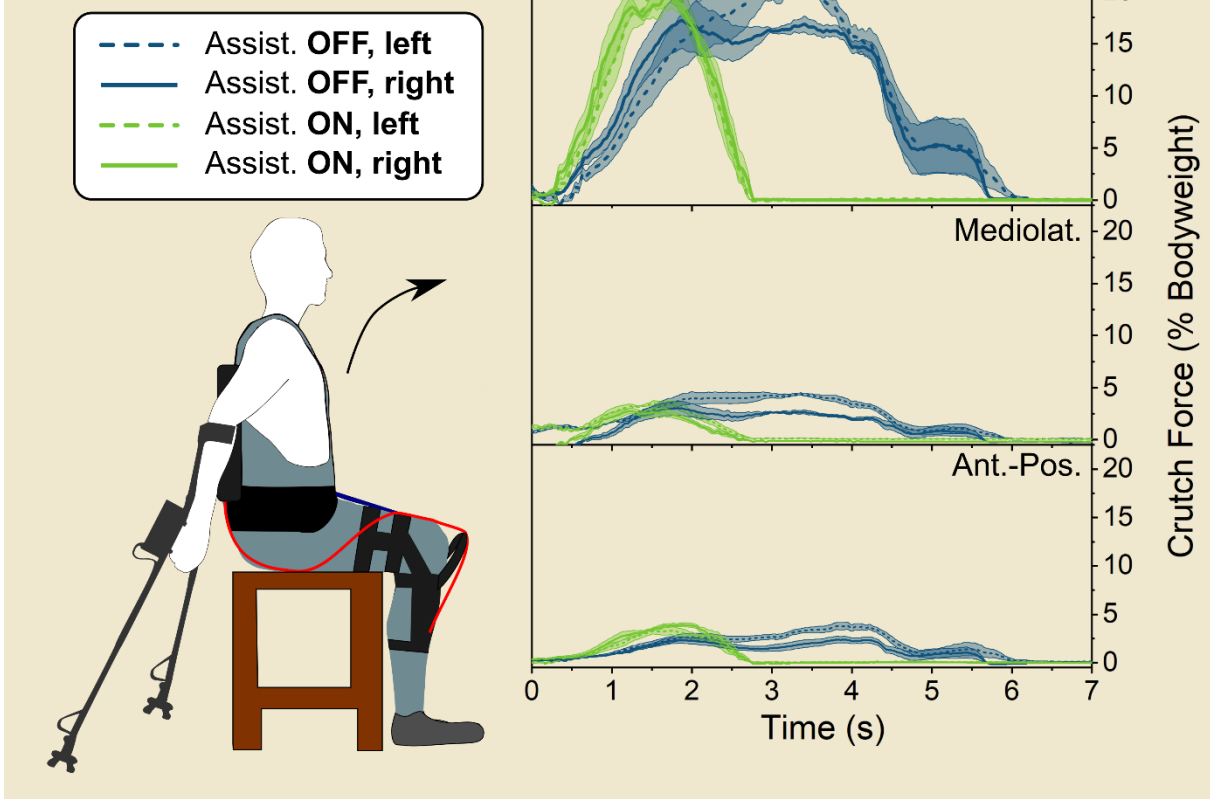 Assist. OFF, left
Assist. OFF, right
Assist. ON, left
Assist. ON, right
15
10
5
0
Mediolat.
20
15
10
5
0
Ant.-Pos.
20
15
10
5
0
0 1 2 3 4 5 6 7
Time (s)
Crutch Force (% Bodyweight)